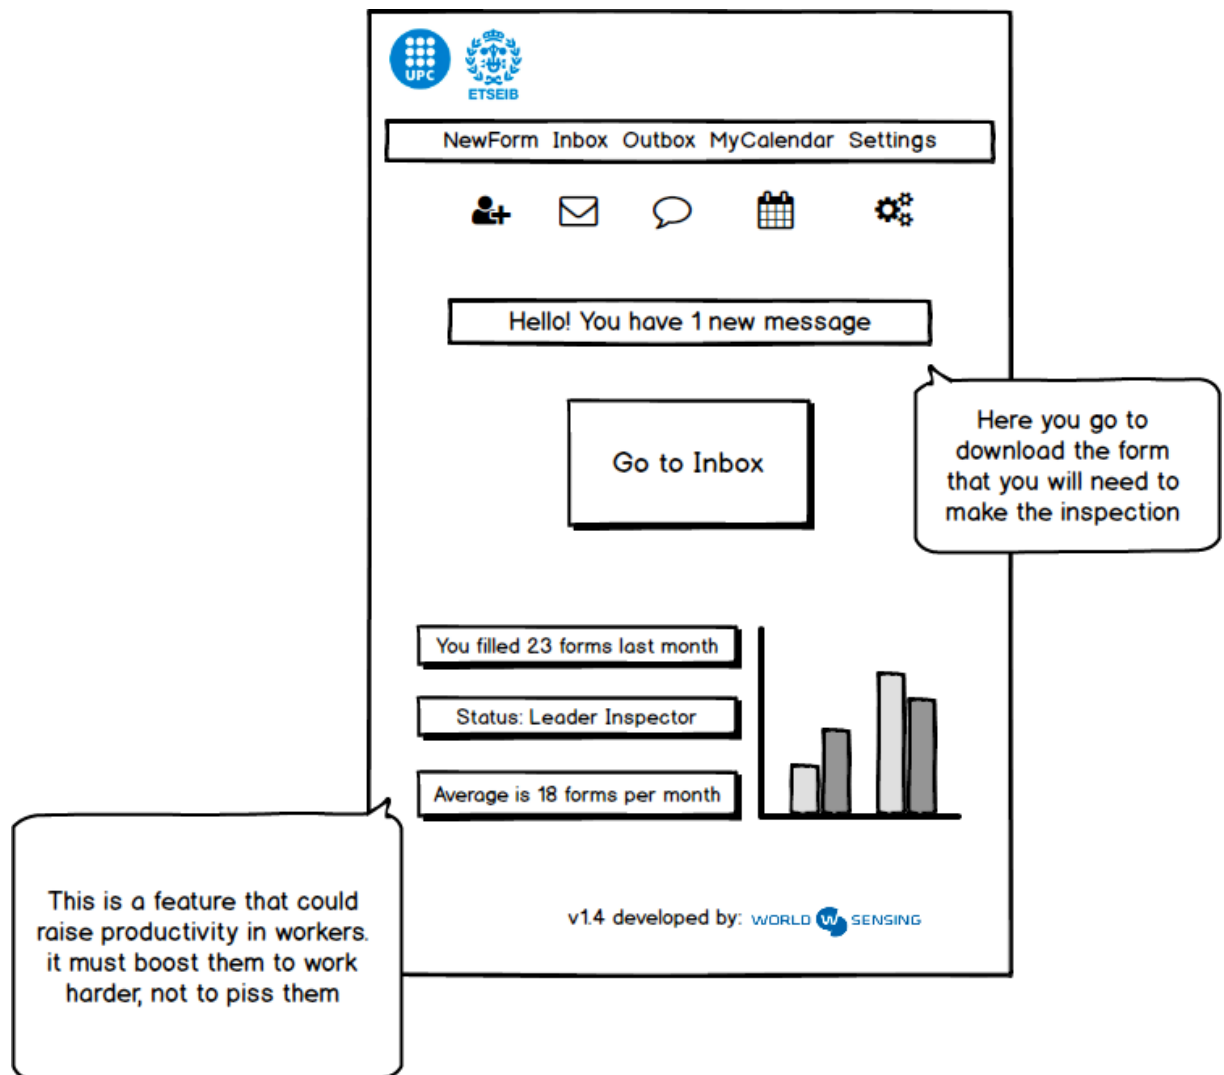 UPC
ETSEIB
NewForm Inbox Outbox MyCalendar Settings
Hello! You have 1 new message
Go to Inbox
Here you go to
download the form
that you will need to
make the inspection
You filled 23 forms last month
Status: Leader Inspector
Average is 18 forms per month
This is a feature that could
raise productivity in workers.
it must boost them to work
harder, not to piss them
v1.4 developed by: WORLD W SENSING